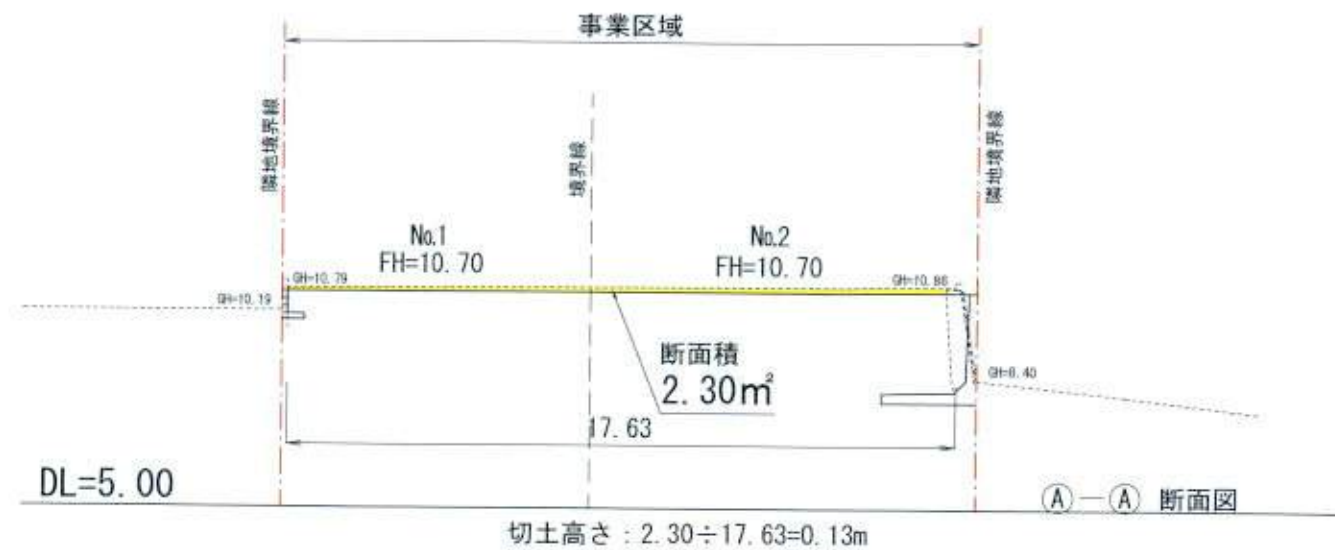 事業区域
隣地境界線
境界線
隣地境界線
No.1
FH=10.70
No.2
FH=10.70
GH=10.79
GH=10.86
GH=10.19
断面積
2.30㎡
GH=8.40
17.63
DL=5.00
Ⓐ—Ⓐ 断面図
切土高さ：2.30÷17.63=0.13m